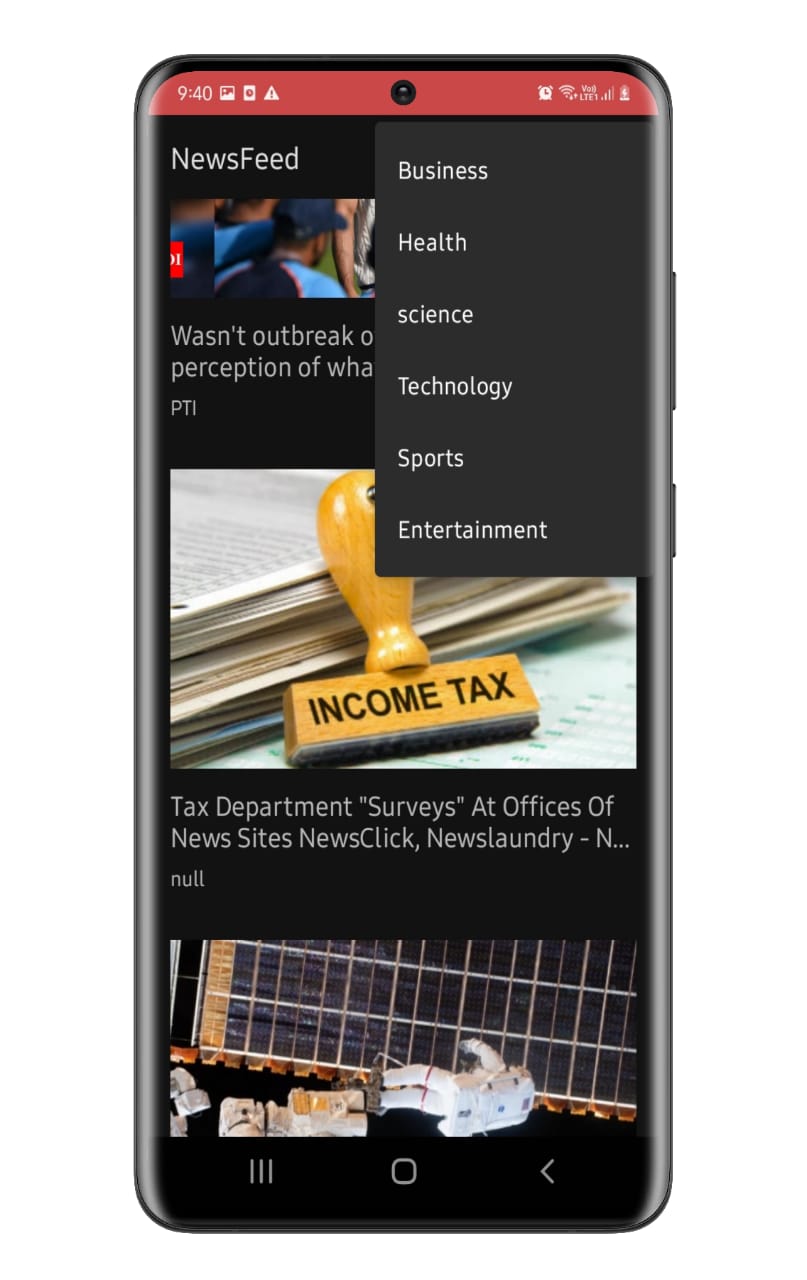 9:40
Vo)) LTE1
NewsFeed
Business
Health
science
Technology
Sports
Entertainment
Wasn't outbreak
perception of
PTI
INCOME TAX
Tax Department "Surveys" At Offices Of
News Sites NewsClick, Newslaundry - N...
null